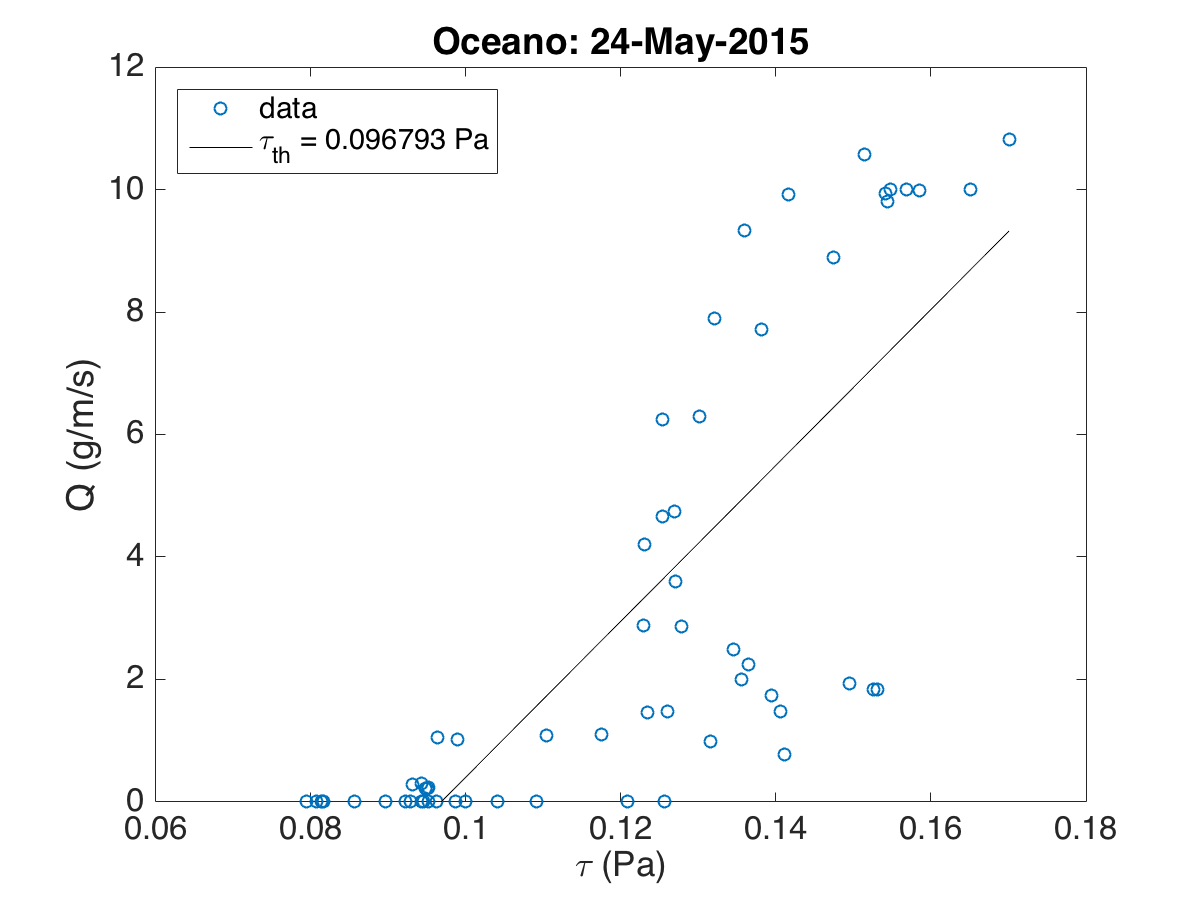 Oceano: 24-May-2015
data
τth = 0.096793 Pa
12
10
8
6
4
2
0
Q (g/m/s)
0.06 0.08 0.1 0.12 0.14 0.16 0.18
τ (Pa)